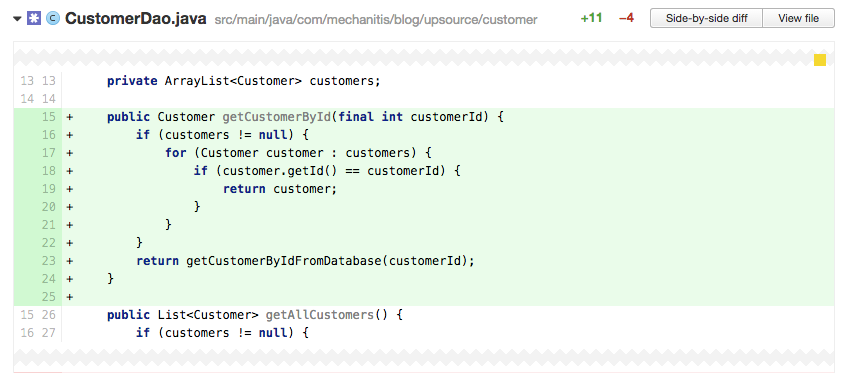 CustomerDao.java src/main/java/com/mechanitis/blog/upsource/customer +11 −4 Side-by-side diff View file
13 13 private ArrayList<Customer> customers;
14 14
15 + public Customer getCustomerById(final int customerId) {
16 + if (customers != null) {
17 + for (Customer customer : customers) {
18 + if (customer.getId() == customerId) {
19 + return customer;
20 + }
21 + }
22 + }
23 + return getCustomerByIdFromDatabase(customerId);
24 + }
25 +
15 26 public List<Customer> getAllCustomers() {
16 27 if (customers != null) {